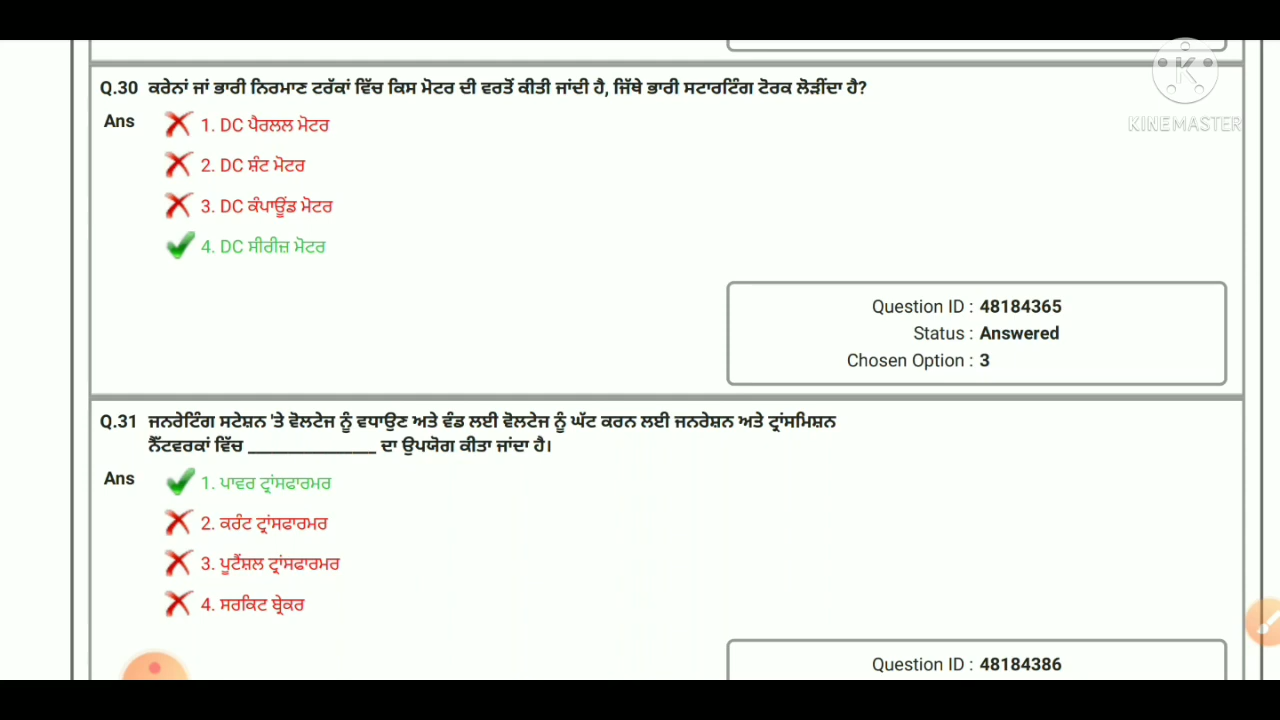 KINEMASTER
Q.30 ਕਰੇਨਾਂ ਜਾਂ ਭਾਰੀ ਨਿਰਮਾਣ ਟਰੱਕਾਂ ਵਿੱਚ ਕਿਸ ਮੋਟਰ ਦੀ ਵਰਤੋਂ ਕੀਤੀ ਜਾਂਦੀ ਹੈ, ਜਿੱਥੇ ਭਾਰੀ ਸਟਾਰਟਿੰਗ ਟੋਰਕ ਲੋੜੀਂਦਾ ਹੈ?
Ans 1. DC ਪੈਰਲਲ ਮੋਟਰ
2. DC ਸ਼ੰਟ ਮੋਟਰ
3. DC ਕੰਪਾਊਂਡ ਮੋਟਰ
4. DC ਸੀਰੀਜ਼ ਮੋਟਰ
Question ID : 48184365
Status : Answered
Chosen Option : 3
Q.31 ਜਨਰੇਟਿੰਗ ਸਟੇਸ਼ਨ 'ਤੇ ਵੋਲਟੇਜ ਨੂੰ ਵਧਾਉਣ ਅਤੇ ਵੰਡ ਲਈ ਵੋਲਟੇਜ ਨੂੰ ਘੱਟ ਕਰਨ ਲਈ ਜਨਰੇਸ਼ਨ ਅਤੇ ਟ੍ਰਾਂਸਮਿਸ਼ਨ
ਨੈੱਟਵਰਕਾਂ ਵਿੱਚ ________________ ਦਾ ਉਪਯੋਗ ਕੀਤਾ ਜਾਂਦਾ ਹੈ।
Ans 1. ਪਾਵਰ ਟ੍ਰਾਂਸਫਾਰਮਰ
2. ਕਰੰਟ ਟ੍ਰਾਂਸਫਾਰਮਰ
3. ਪੂਟੈਂਸ਼ਲ ਟ੍ਰਾਂਸਫਾਰਮਰ
4. ਸਰਕਿਟ ਬ੍ਰੇਕਰ
Question ID : 48184386